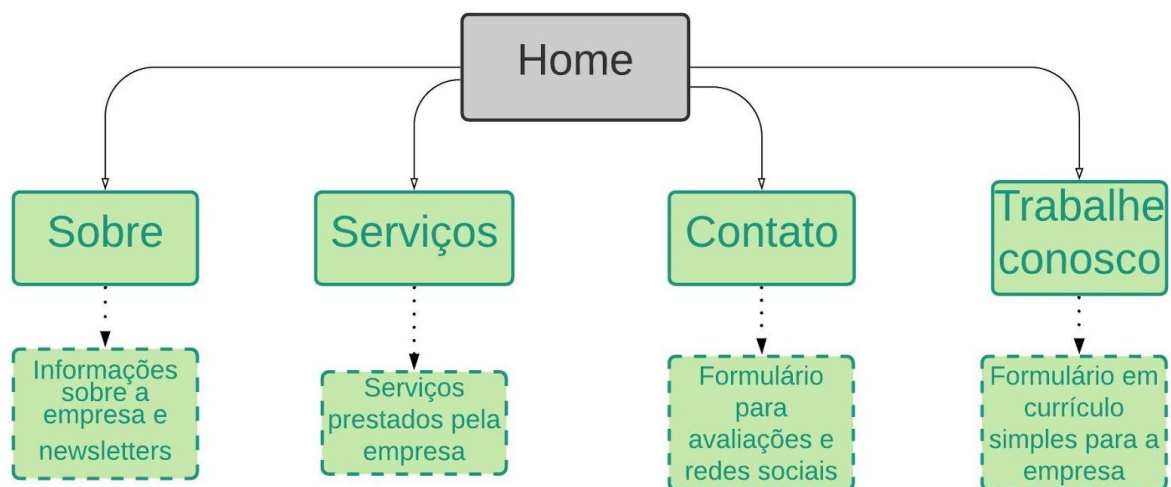 Home
Sobre
Serviços
Contato
Trabalhe
conosco
Informações
sobre a
empresa e
newsletters
Serviços
prestados pela
empresa
Formulário
para
avaliações e
redes sociais
Formulário em
currículo
simples para a
empresa